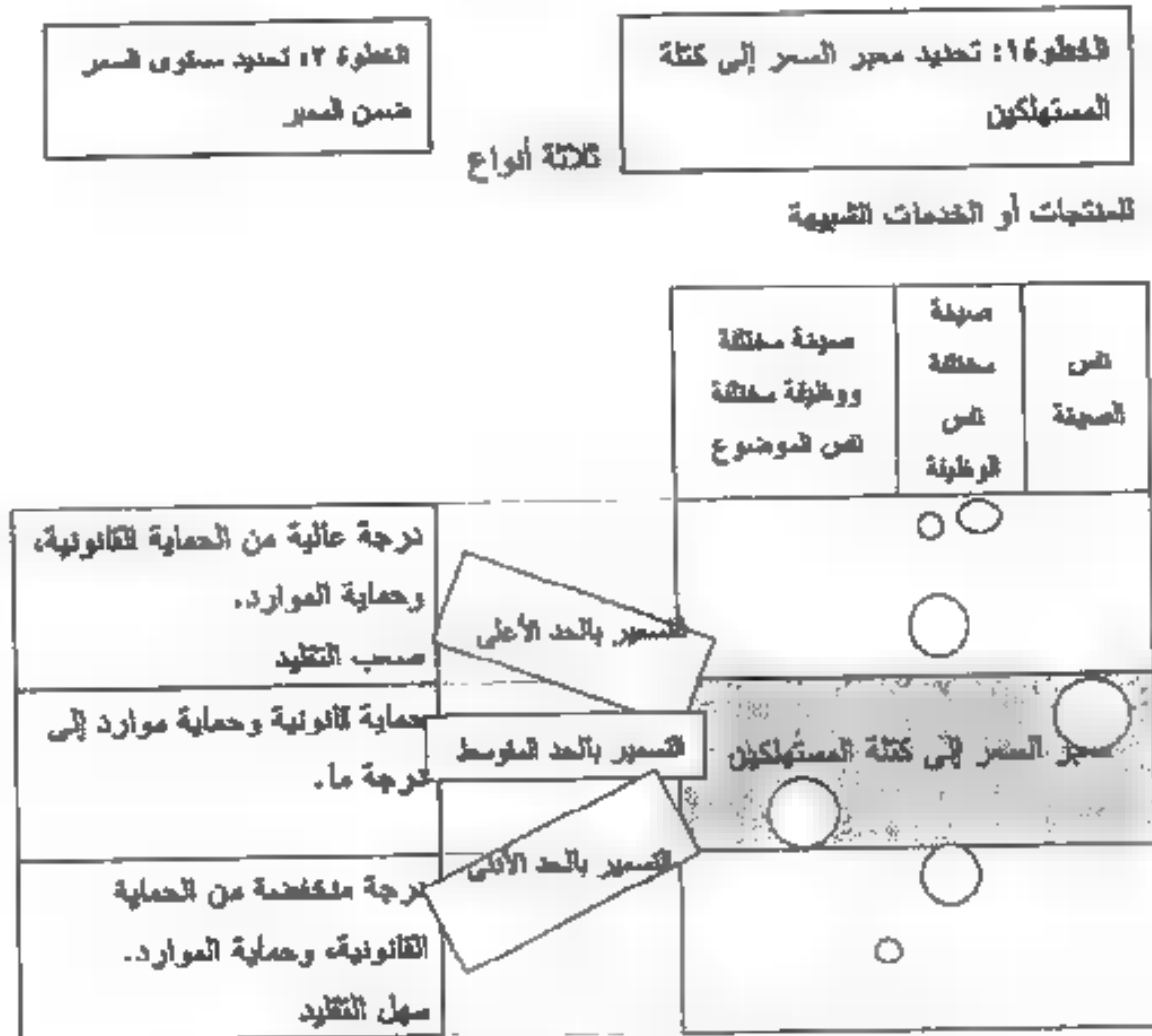 الخطوة١: تحديد معبر السعر إلى كتلة
المستهلكين
الخطوة ٢: تحديد مستوى السعر
ضمن المعبر
ثلاثة أنواع
للمنتجات أو الخدمات الشبيهة
نفس
الصيغة
صيغة
مختلفة
نفس
الوظيفة
صيغة مختلفة
ووظيفة مختلفة
نفس الموضوع
التسعير بالحد الأعلى
درجة عالية من الحماية القانونية،
وحماية الموارد.
صعب التقليد
معبر السعر إلى كتلة المستهلكين
التسعير بالحد المتوسط
حماية قانونية وحماية موارد إلى
درجة ما.
التسعير بالحد الأدنى
درجة منخفضة من الحماية
القانونية، وحماية الموارد.
سهل التقليد